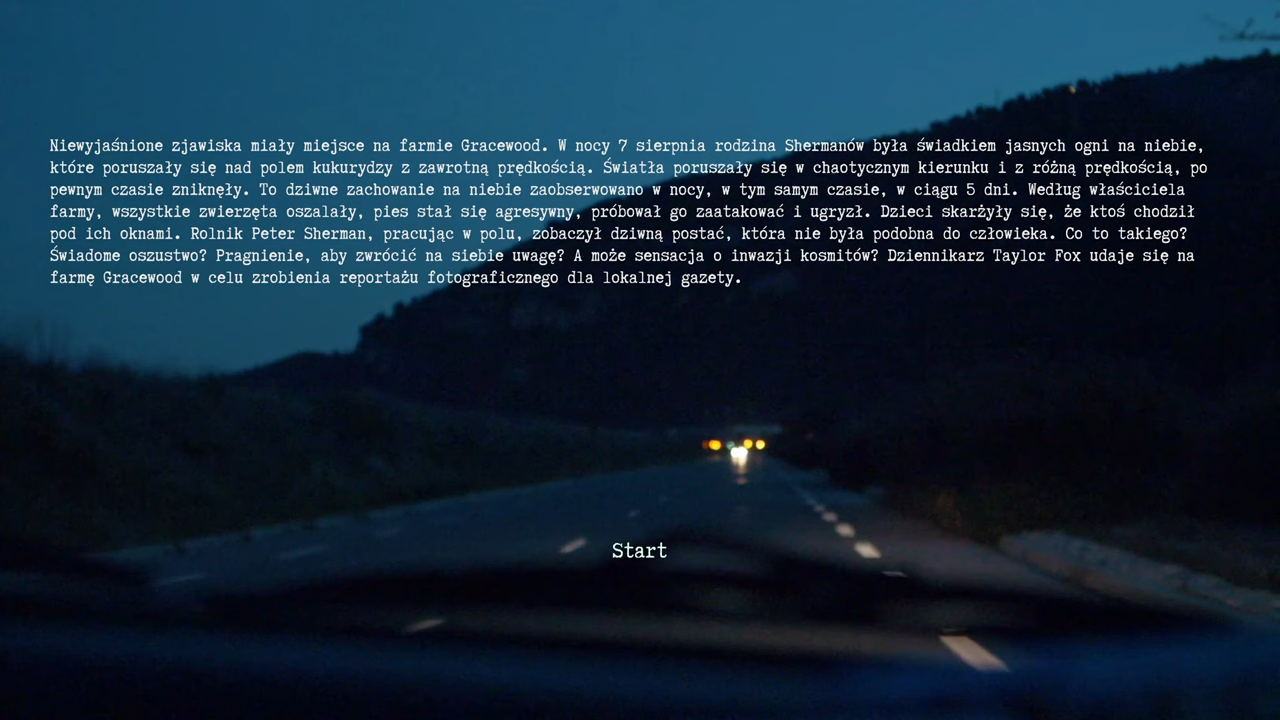 Niewyjaśnione zjawiska miały miejsce na farmie Gracewood. W nocy 7 sierpnia rodzina Shermanów była świadkiem jasnych ogni na niebie,
które poruszały się nad polem kukurydzy z zawrotną prędkością. Światła poruszały się w chaotycznym kierunku i z różną prędkością, po
pewnym czasie zniknęły. To dziwne zachowanie na niebie zaobserwowano w nocy, w tym samym czasie, w ciągu 5 dni. Według właściciela
farmy, wszystkie zwierzęta oszalały, pies stał się agresywny, próbował go zaatakować i ugryzł. Dzieci skarżyły się, że ktoś chodził
pod ich oknami. Rolnik Peter Sherman, pracując w polu, zobaczył dziwną postać, która nie była podobna do człowieka. Co to takiego?
Świadome oszustwo? Pragnienie, aby zwrócić na siebie uwagę? A może sensacja o inwazji kosmitów? Dziennikarz Taylor Fox udaje się na
farmę Gracewood w celu zrobienia reportażu fotograficznego dla lokalnej gazety.
Start